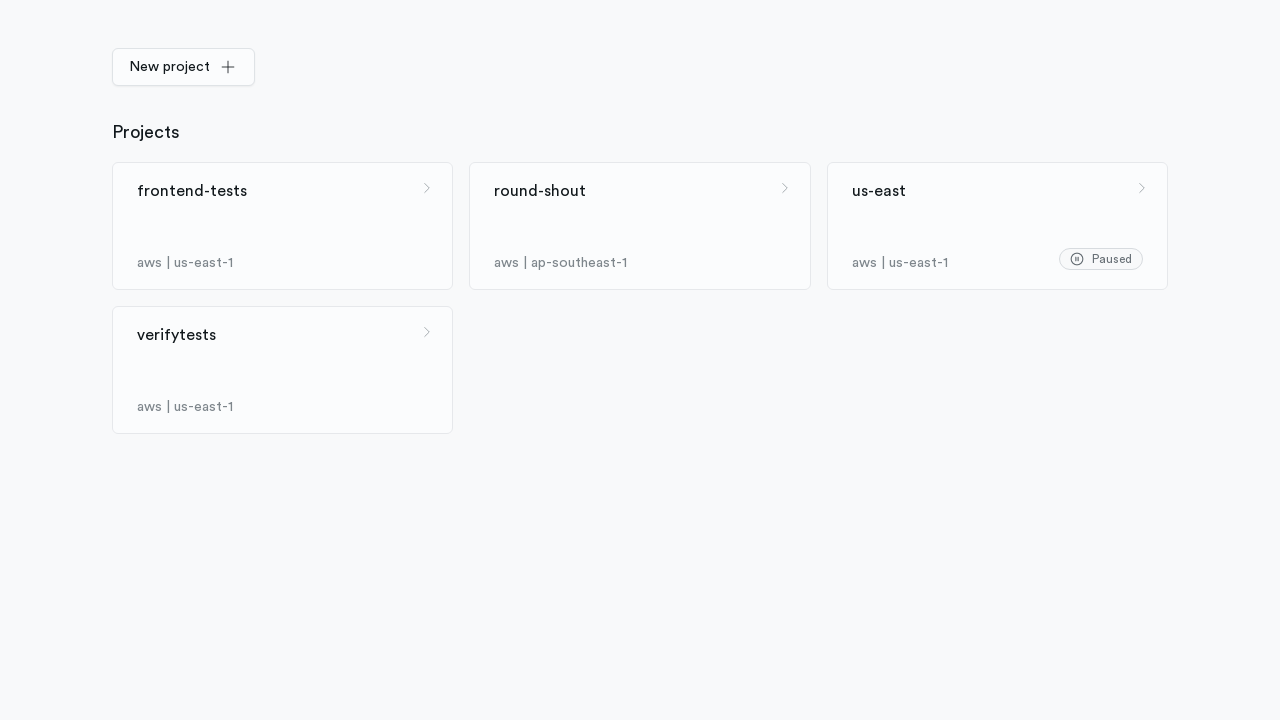 New project
Projects
frontend-tests
aws | us-east-1
round-shout
aws | ap-southeast-1
us-east
aws | us-east-1
Paused
verifytests
aws | us-east-1